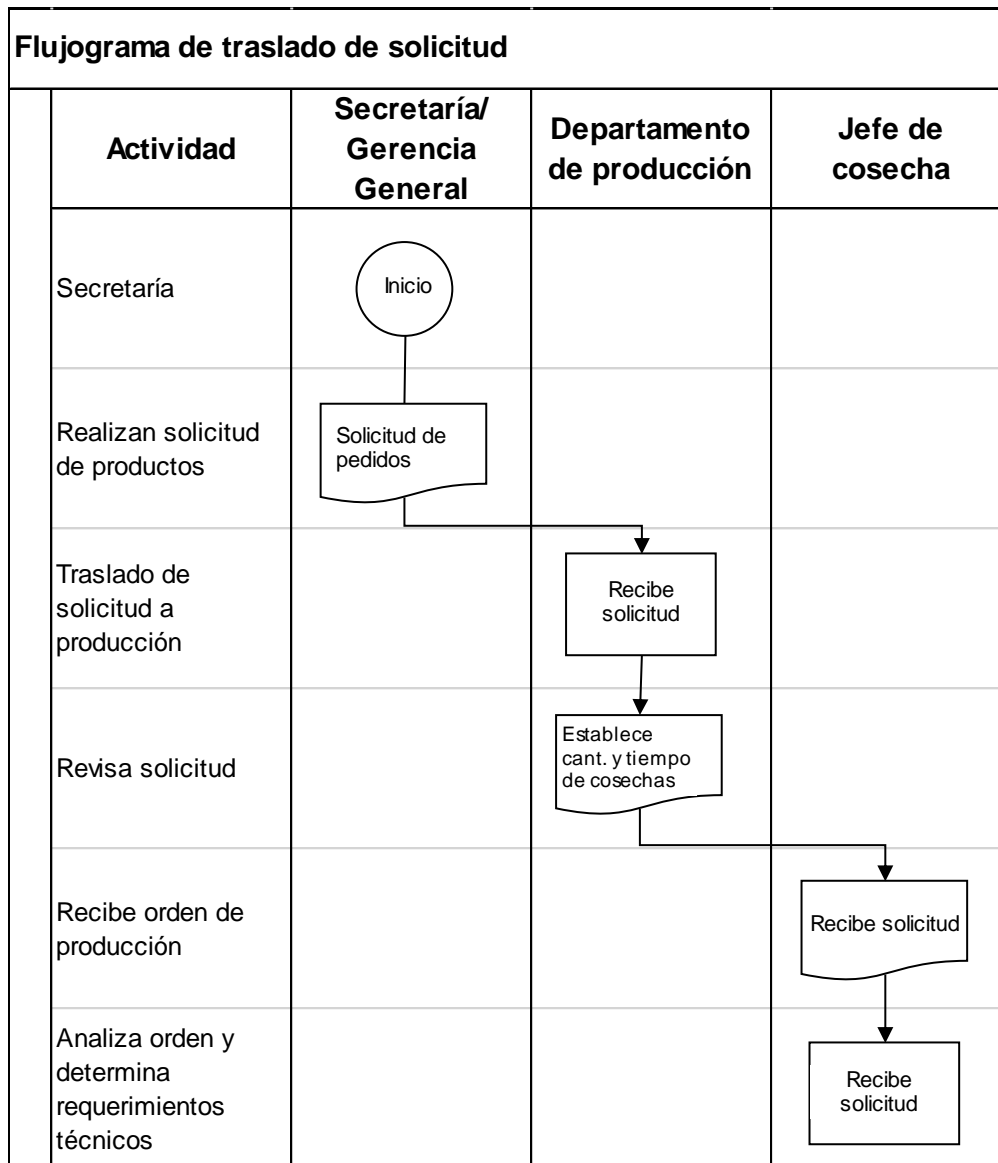 Flujograma de traslado de solicitud
Actividad
Secretaría/
Gerencia
General
Departamento
de producción
Jefe de
cosecha
Secretaría
Inicio
Realizan solicitud
de productos
Solicitud de
pedidos
Traslado de
solicitud a
producción
Recibe
solicitud
Revisa solicitud
Establece
cant. y tiempo
de cosechas
Recibe orden de
producción
Recibe solicitud
Analiza orden y
determina
requerimientos
técnicos
Recibe
solicitud